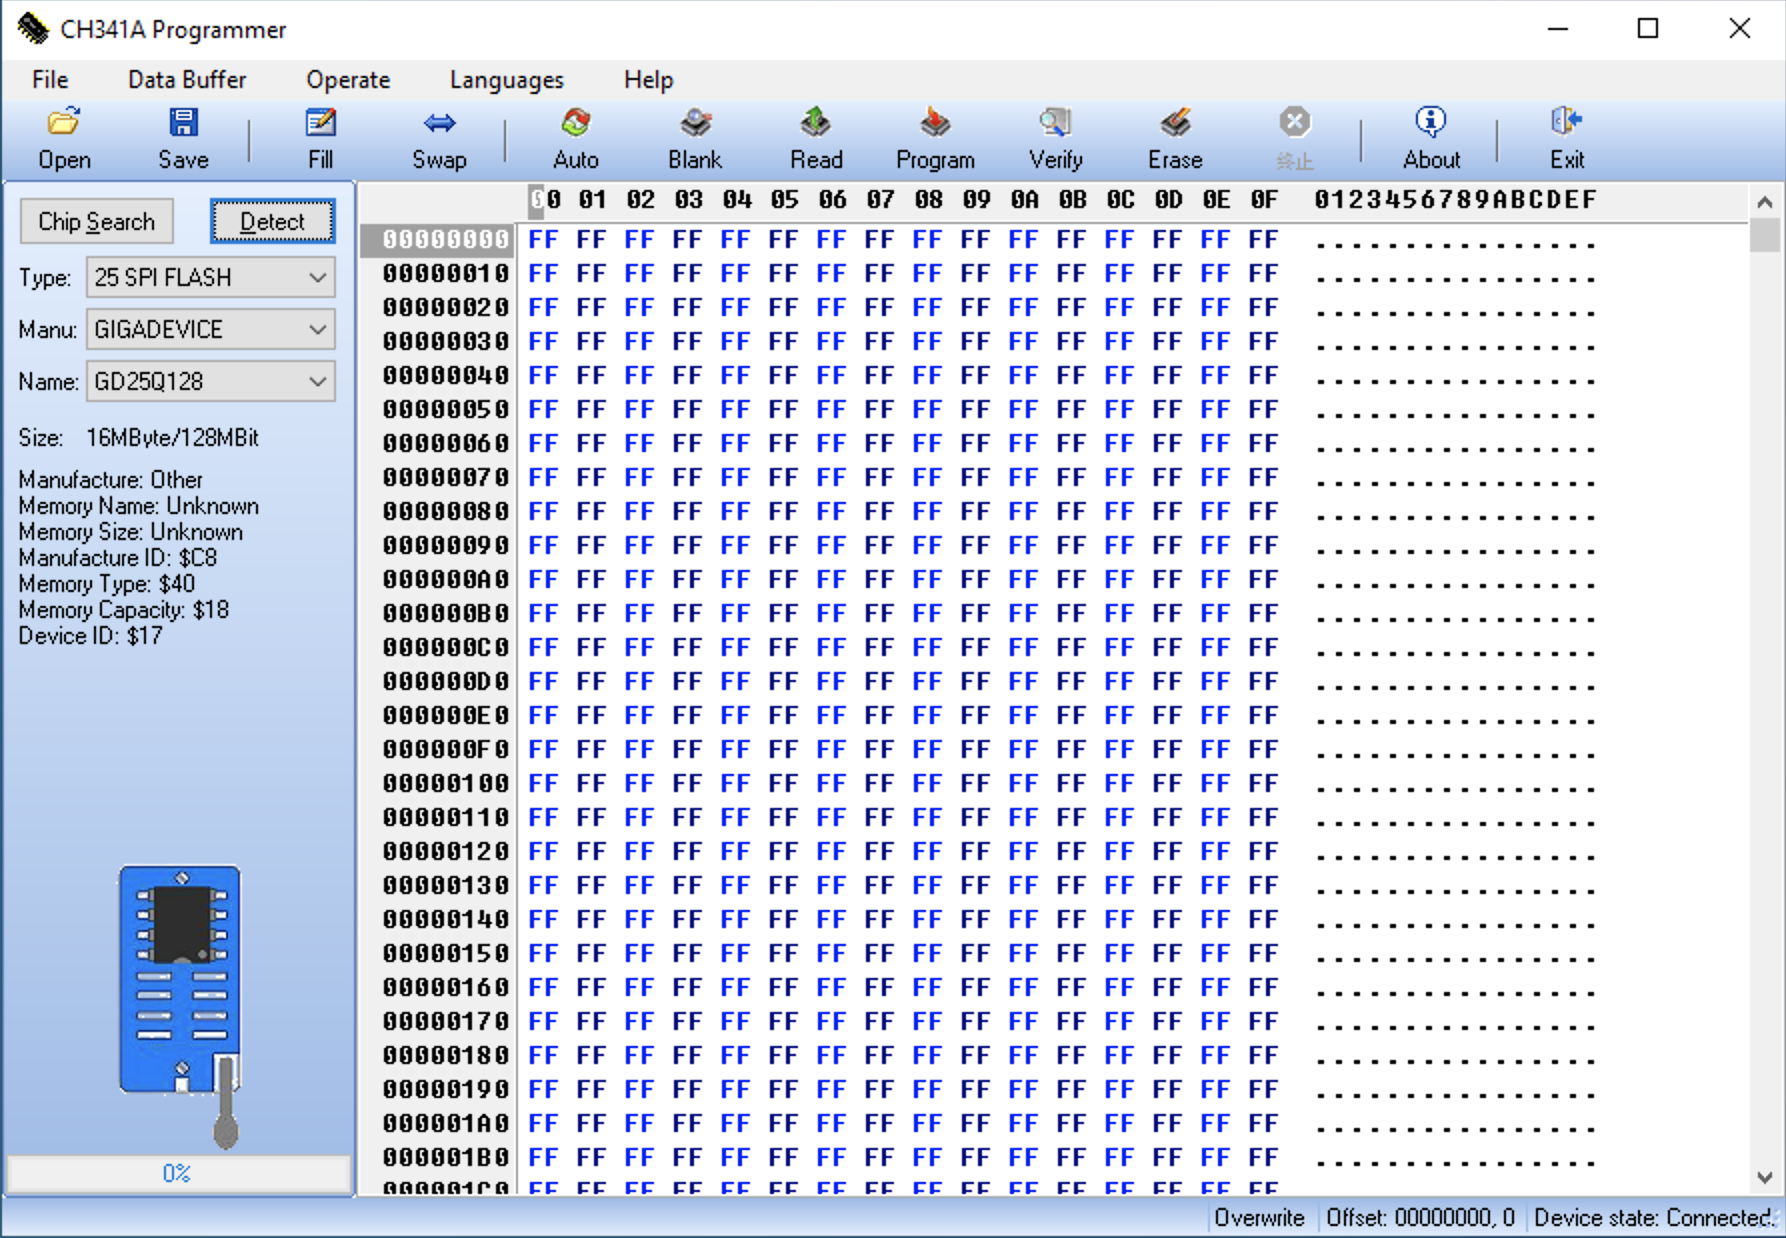 CH341A Programmer
File Data Buffer Operate Languages Help
Open Save Fill Swap Auto Blank Read Program Verify Erase 终止 About Exit
Chip Search Detect
Type: 25 SPI FLASH
Manu: GIGADEVICE
Name: GD25Q128
Size: 16MByte/128MBit
Manufacture: Other
Memory Name: Unknown
Memory Size: Unknown
Manufacture ID: $C8
Memory Type: $40
Memory Capacity: $18
Device ID: $17
0%
00 01 02 03 04 05 06 07 08 09 0A 0B 0C 0D 0E 0F 0123456789ABCDEF
00000000 FF FF FF FF FF FF FF FF FF FF FF FF FF FF FF FF ................
00000010 FF FF FF FF FF FF FF FF FF FF FF FF FF FF FF FF ................
00000020 FF FF FF FF FF FF FF FF FF FF FF FF FF FF FF FF ................
00000030 FF FF FF FF FF FF FF FF FF FF FF FF FF FF FF FF ................
00000040 FF FF FF FF FF FF FF FF FF FF FF FF FF FF FF FF ................
00000050 FF FF FF FF FF FF FF FF FF FF FF FF FF FF FF FF ................
00000060 FF FF FF FF FF FF FF FF FF FF FF FF FF FF FF FF ................
00000070 FF FF FF FF FF FF FF FF FF FF FF FF FF FF FF FF ................
00000080 FF FF FF FF FF FF FF FF FF FF FF FF FF FF FF FF ................
00000090 FF FF FF FF FF FF FF FF FF FF FF FF FF FF FF FF ................
000000A0 FF FF FF FF FF FF FF FF FF FF FF FF FF FF FF FF ................
000000B0 FF FF FF FF FF FF FF FF FF FF FF FF FF FF FF FF ................
000000C0 FF FF FF FF FF FF FF FF FF FF FF FF FF FF FF FF ................
000000D0 FF FF FF FF FF FF FF FF FF FF FF FF FF FF FF FF ................
000000E0 FF FF FF FF FF FF FF FF FF FF FF FF FF FF FF FF ................
000000F0 FF FF FF FF FF FF FF FF FF FF FF FF FF FF FF FF ................
00000100 FF FF FF FF FF FF FF FF FF FF FF FF FF FF FF FF ................
00000110 FF FF FF FF FF FF FF FF FF FF FF FF FF FF FF FF ................
00000120 FF FF FF FF FF FF FF FF FF FF FF FF FF FF FF FF ................
00000130 FF FF FF FF FF FF FF FF FF FF FF FF FF FF FF FF ................
00000140 FF FF FF FF FF FF FF FF FF FF FF FF FF FF FF FF ................
00000150 FF FF FF FF FF FF FF FF FF FF FF FF FF FF FF FF ................
00000160 FF FF FF FF FF FF FF FF FF FF FF FF FF FF FF FF ................
00000170 FF FF FF FF FF FF FF FF FF FF FF FF FF FF FF FF ................
00000180 FF FF FF FF FF FF FF FF FF FF FF FF FF FF FF FF ................
00000190 FF FF FF FF FF FF FF FF FF FF FF FF FF FF FF FF ................
000001A0 FF FF FF FF FF FF FF FF FF FF FF FF FF FF FF FF ................
000001B0 FF FF FF FF FF FF FF FF FF FF FF FF FF FF FF FF ................
000001C0 FF FF FF FF FF FF FF FF FF FF FF FF FF FF FF FF
Overwrite Offset: 00000000, 0 Device state: Connected.